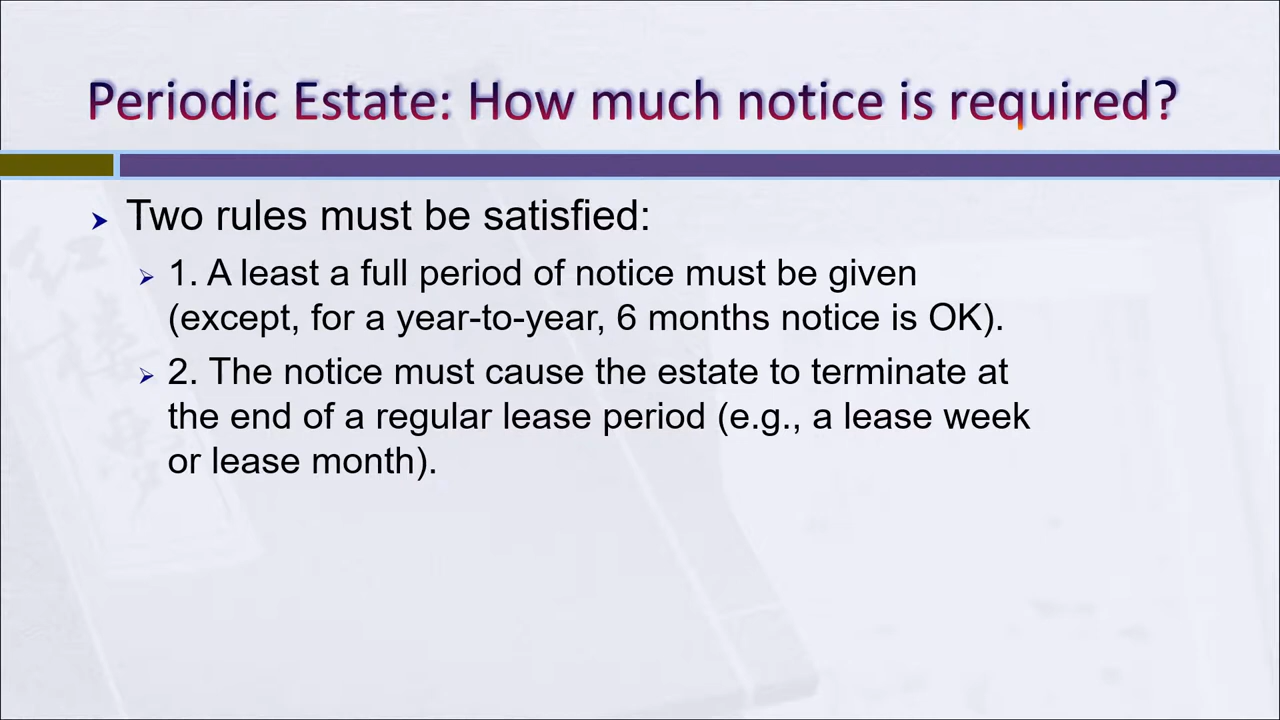 Periodic Estate: How much notice is required?
Two rules must be satisfied:
1. A least a full period of notice must be given
(except, for a year-to-year, 6 months notice is OK).
2. The notice must cause the estate to terminate at
the end of a regular lease period (e.g., a lease week
or lease month).